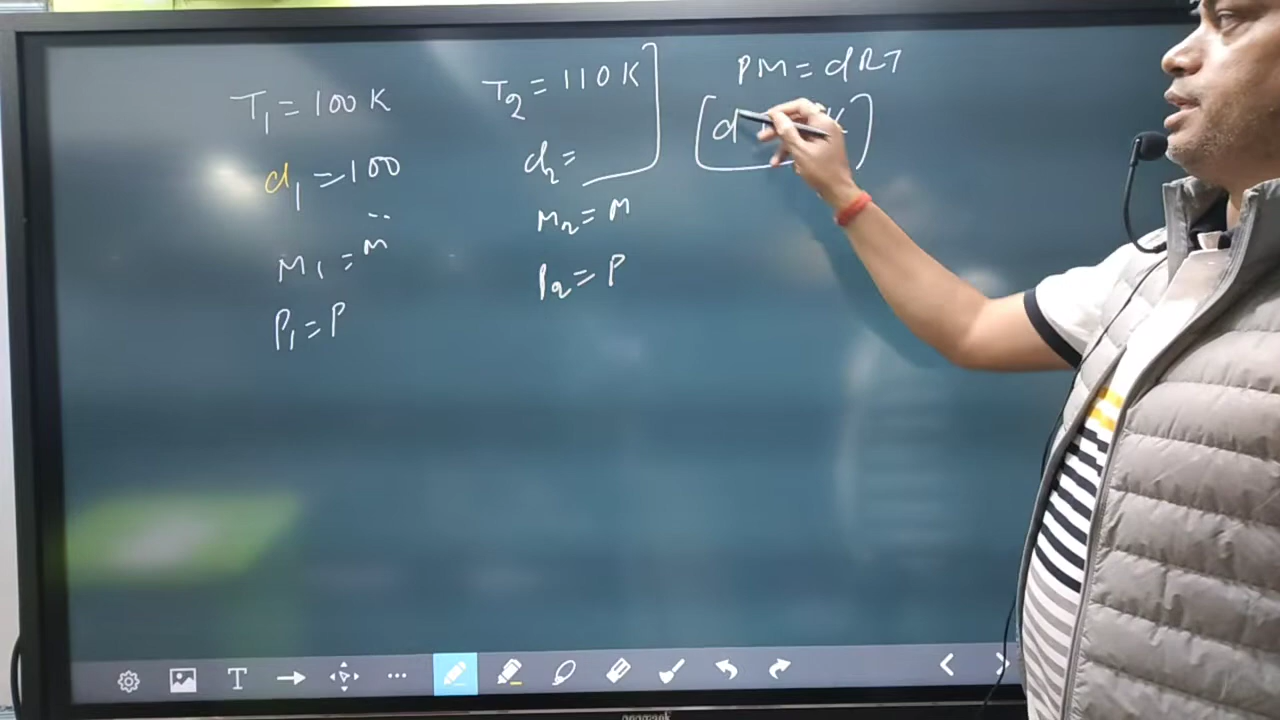 T₁ = 100 K
d₁ = 100
M₁ = M
P₁ = P
T₂ = 110 K
d₂ =
M₂ = M
P₂ = P
PM = dRT
d
T